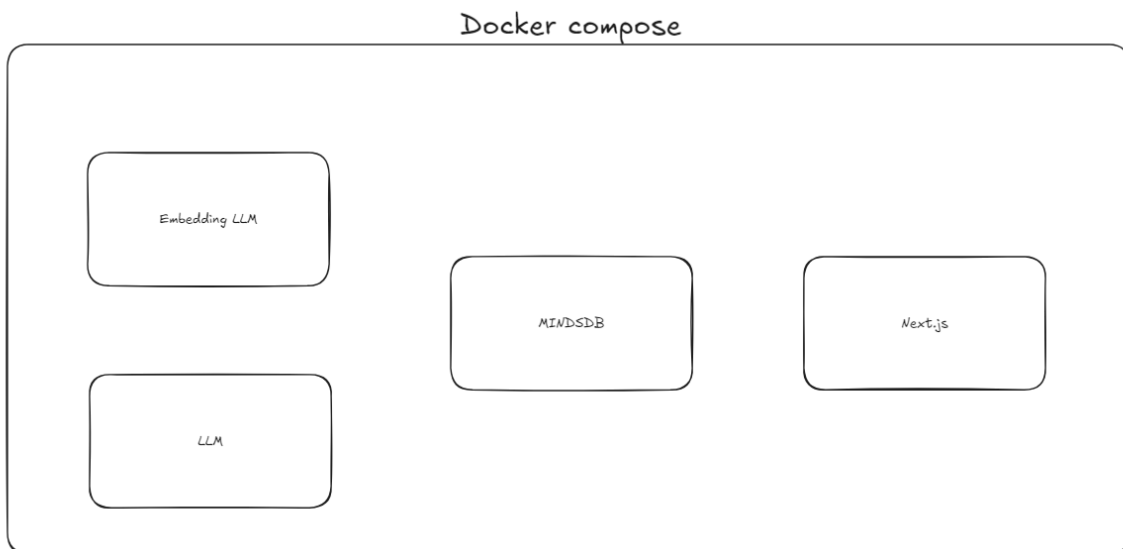 Docker compose
Embedding LLM
MINDSDB
Next.js
LLM